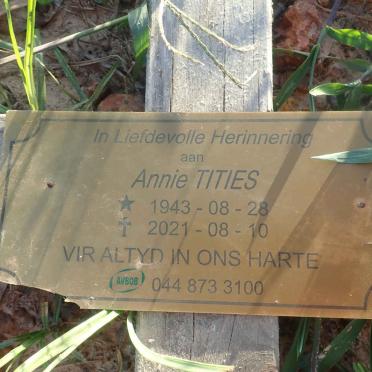 In Liefdevolle Herinnering
aan
Annie TITIES
★ 1943 - 08 - 28
✝ 2021 - 08 - 10
VIR ALTYD IN ONS HARTE
AVBOB 044 873 3100